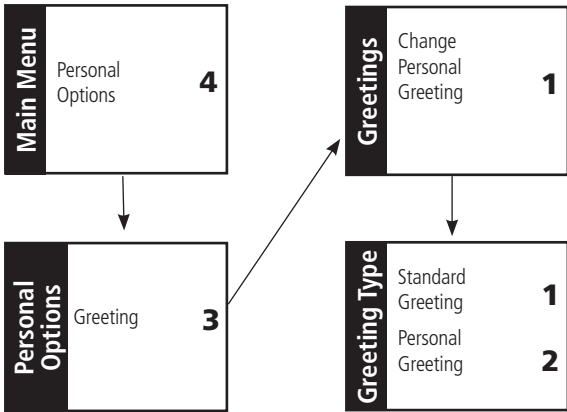 Main Menu
Personal
Options
4
Personal
Options
Greeting
3
Greetings
Change
Personal
Greeting
1
Greeting Type
Standard
Greeting
1
Personal
Greeting
2